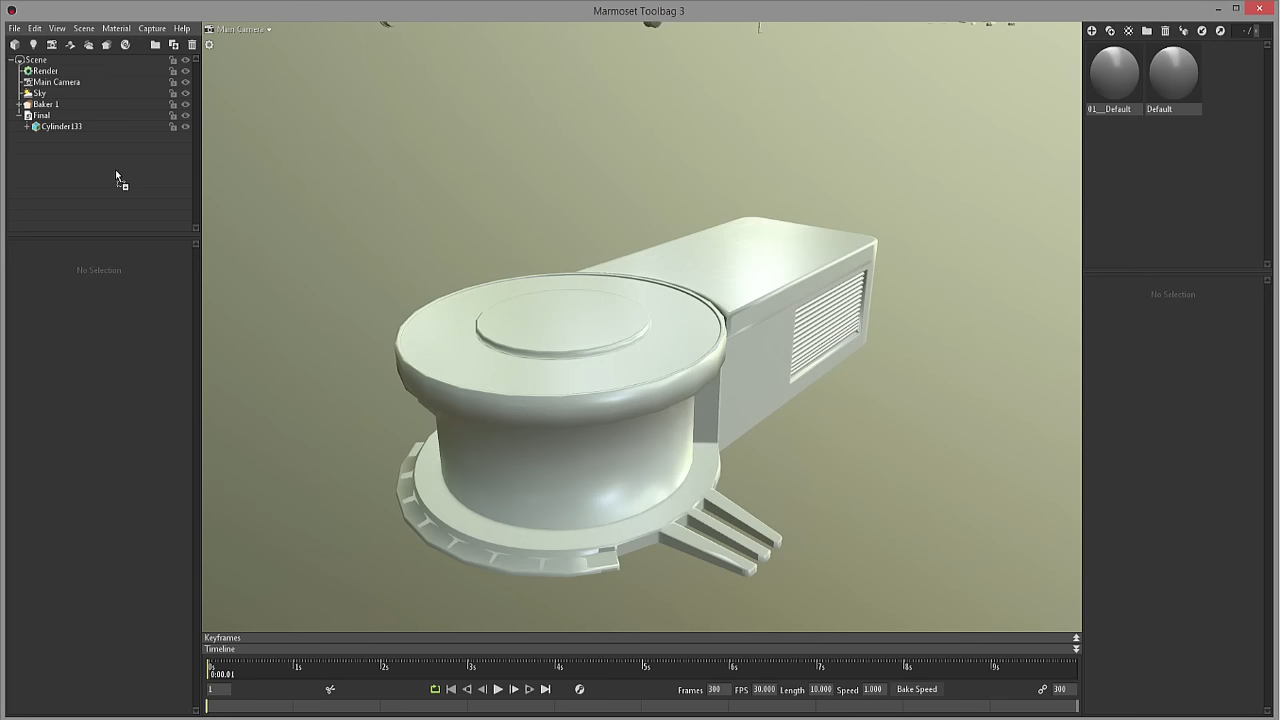 Marmoset Toolbag 3
File Edit View Scene Material Capture Help
Main Camera
Scene
Render
Main Camera
Sky
Baker 1
Final
Cylinder133
No Selection
01__Default Default
No Selection
Keyframes
Timeline
0s 1s 2s 3s 4s 5s 6s 7s 8s 9s
0:00.01
1 Frames 300 FPS 30.000 Length 10.000 Speed 1.000 Bake Speed 300